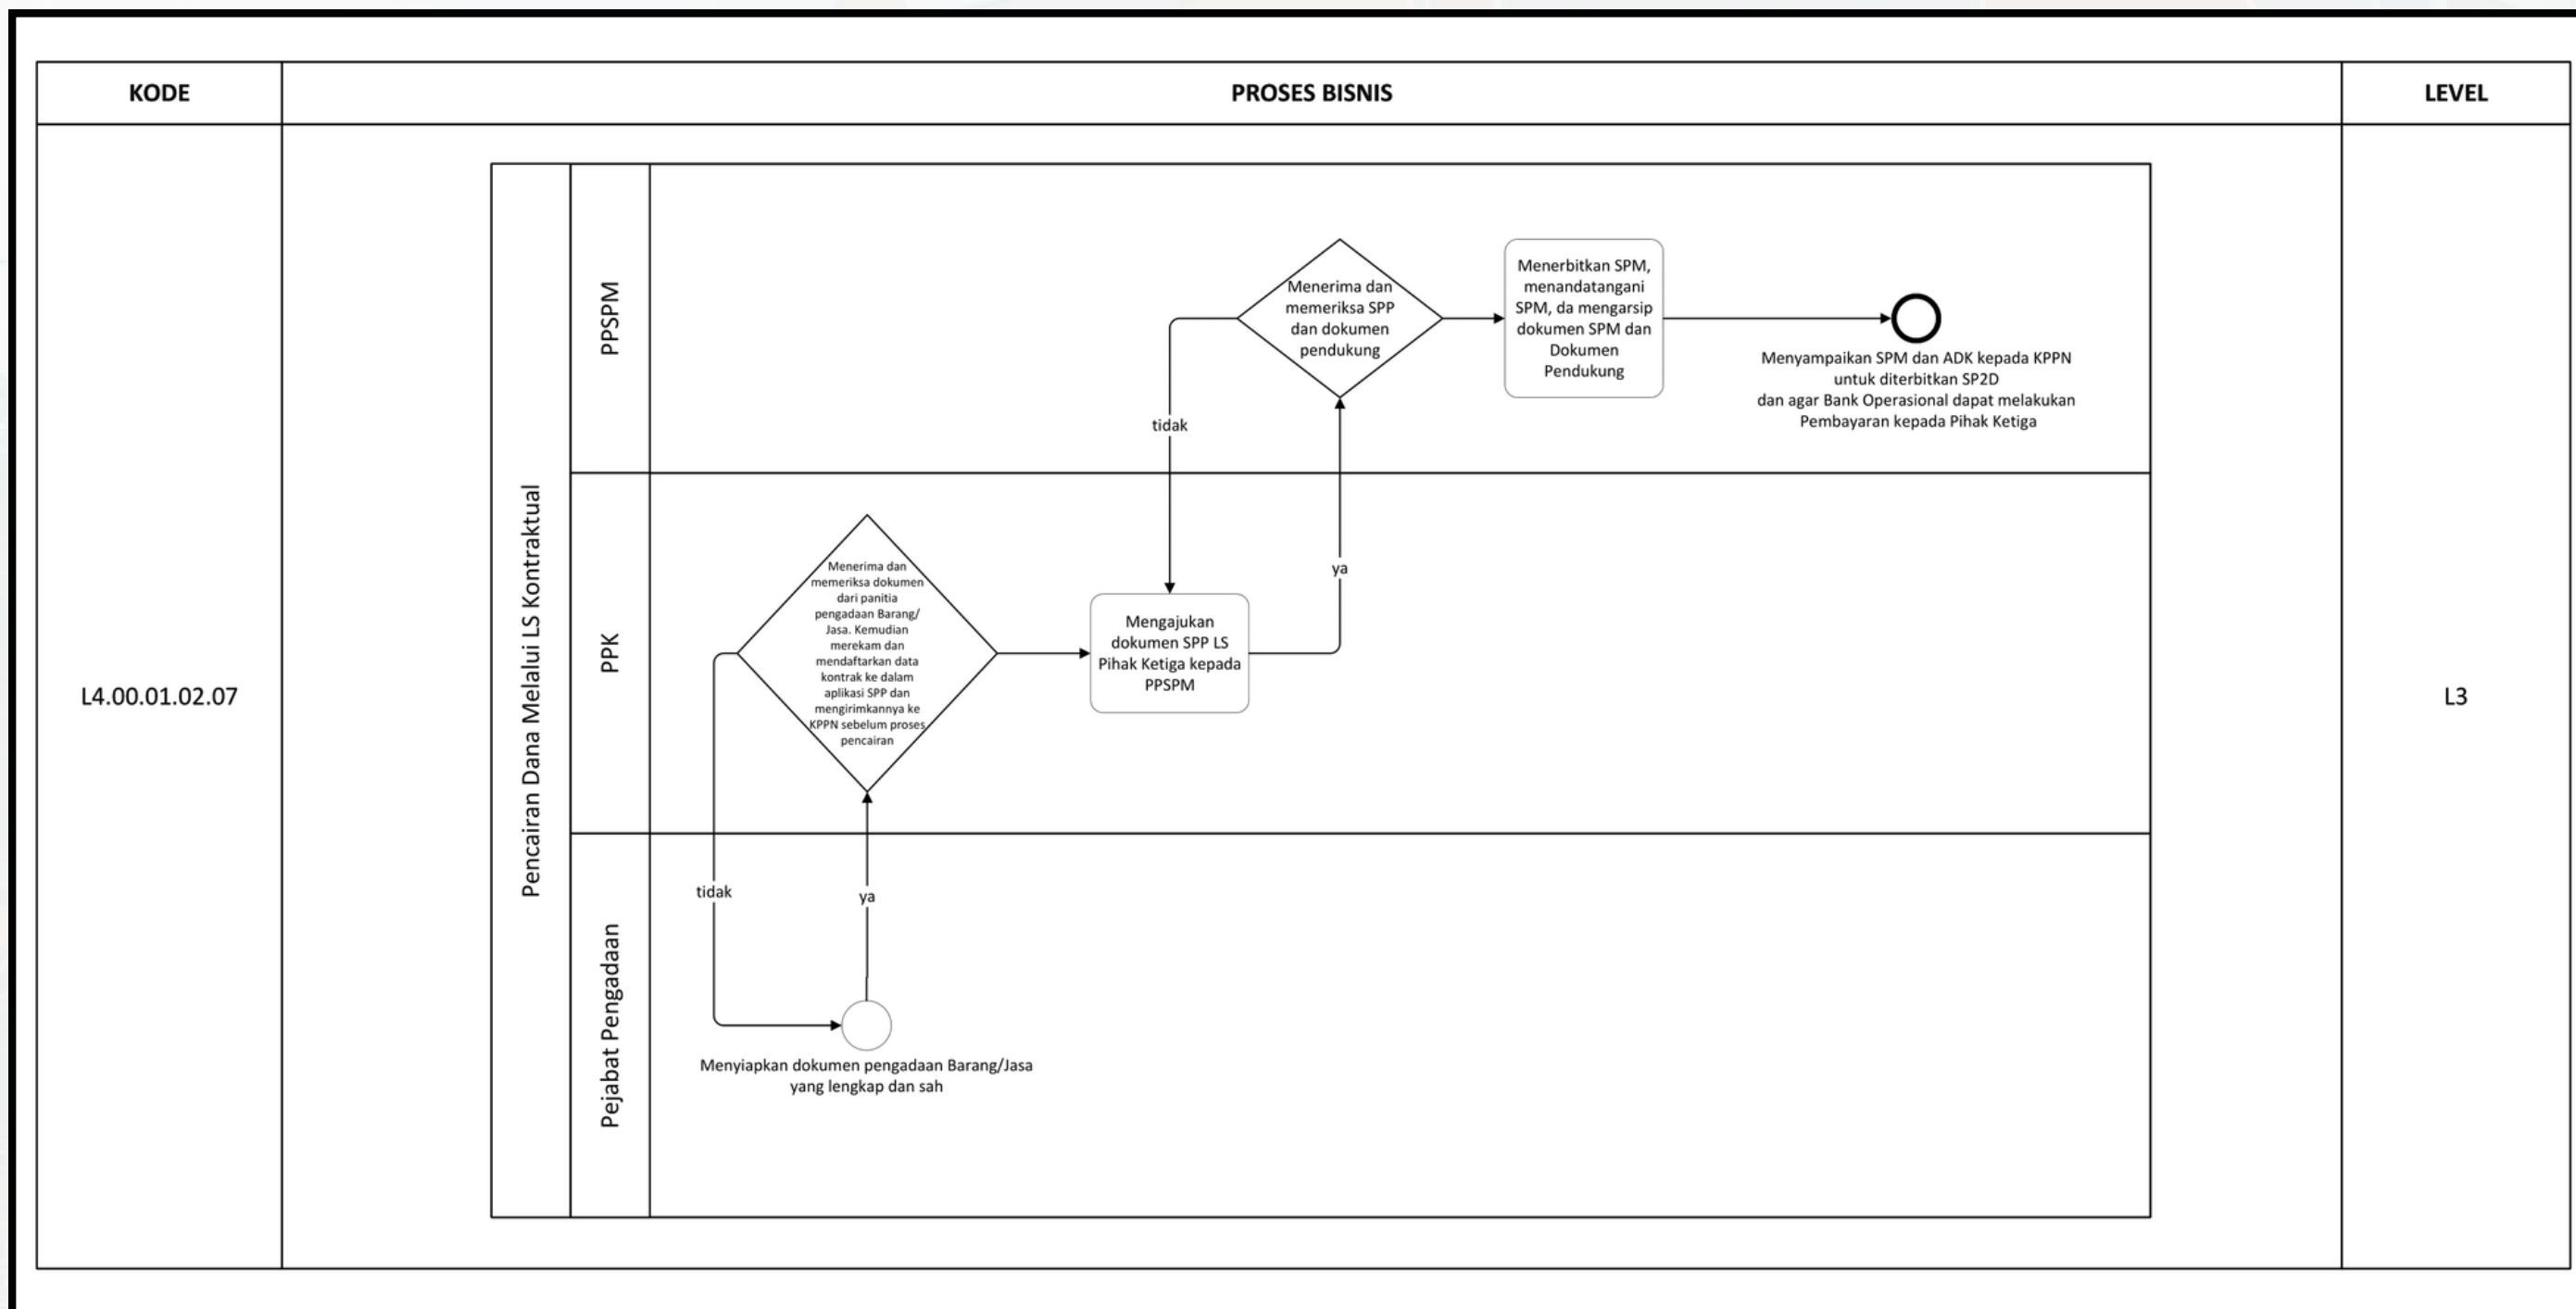 KODE
PROSES BISNIS
LEVEL
L4.00.01.02.07
Pencairan Dana Melalui LS Kontraktual
PPSPM
Menerima dan
memeriksa SPP
dan dokumen
pendukung
Menerbitkan SPM,
menandatangani
SPM, da mengarsip
dokumen SPM dan
Dokumen
Pendukung
Menyampaikan SPM dan ADK kepada KPPN
untuk diterbitkan SP2D
dan agar Bank Operasional dapat melakukan
Pembayaran kepada Pihak Ketiga
tidak
ya
PPK
Menerima dan
memeriksa dokumen
dari panitia
pengadaan Barang/
Jasa. Kemudian
merekam dan
mendaftarkan data
kontrak ke dalam
aplikasi SPP dan
mengirimkannya ke
KPPN sebelum proses
pencairan
Mengajukan
dokumen SPP LS
Pihak Ketiga kepada
PPSPM
Pejabat Pengadaan
tidak
ya
Menyiapkan dokumen pengadaan Barang/Jasa
yang lengkap dan sah
L3